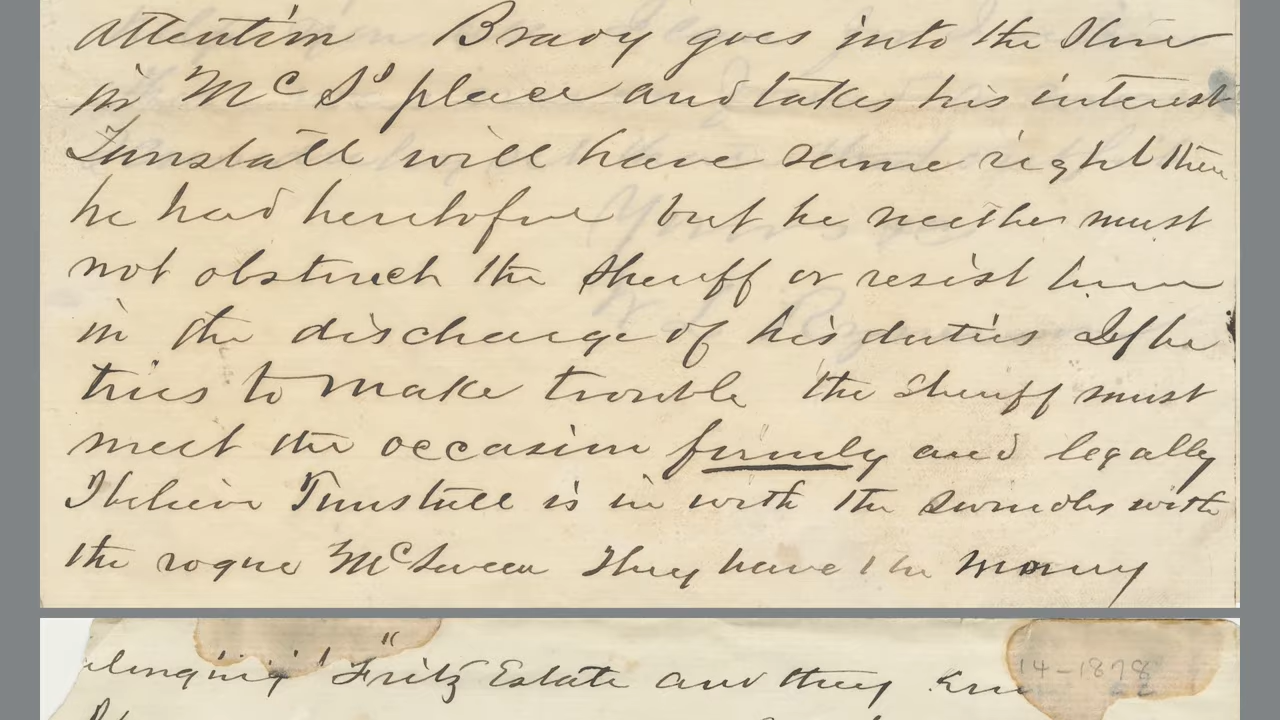 attention Brady goes into the Store
in McSs place and takes his interest
Tunstall will have same right then
he had heretofore but he neither must
not obstruct the Sheriff or resist him
in the discharge of his duties If he
tries to make trouble the sheriff must
meet the occasion firmly and legally
I believe Tunstall is in with the swindles with
the rogue McSween They have the money
belonging Fritz Estate and they know
14-1878